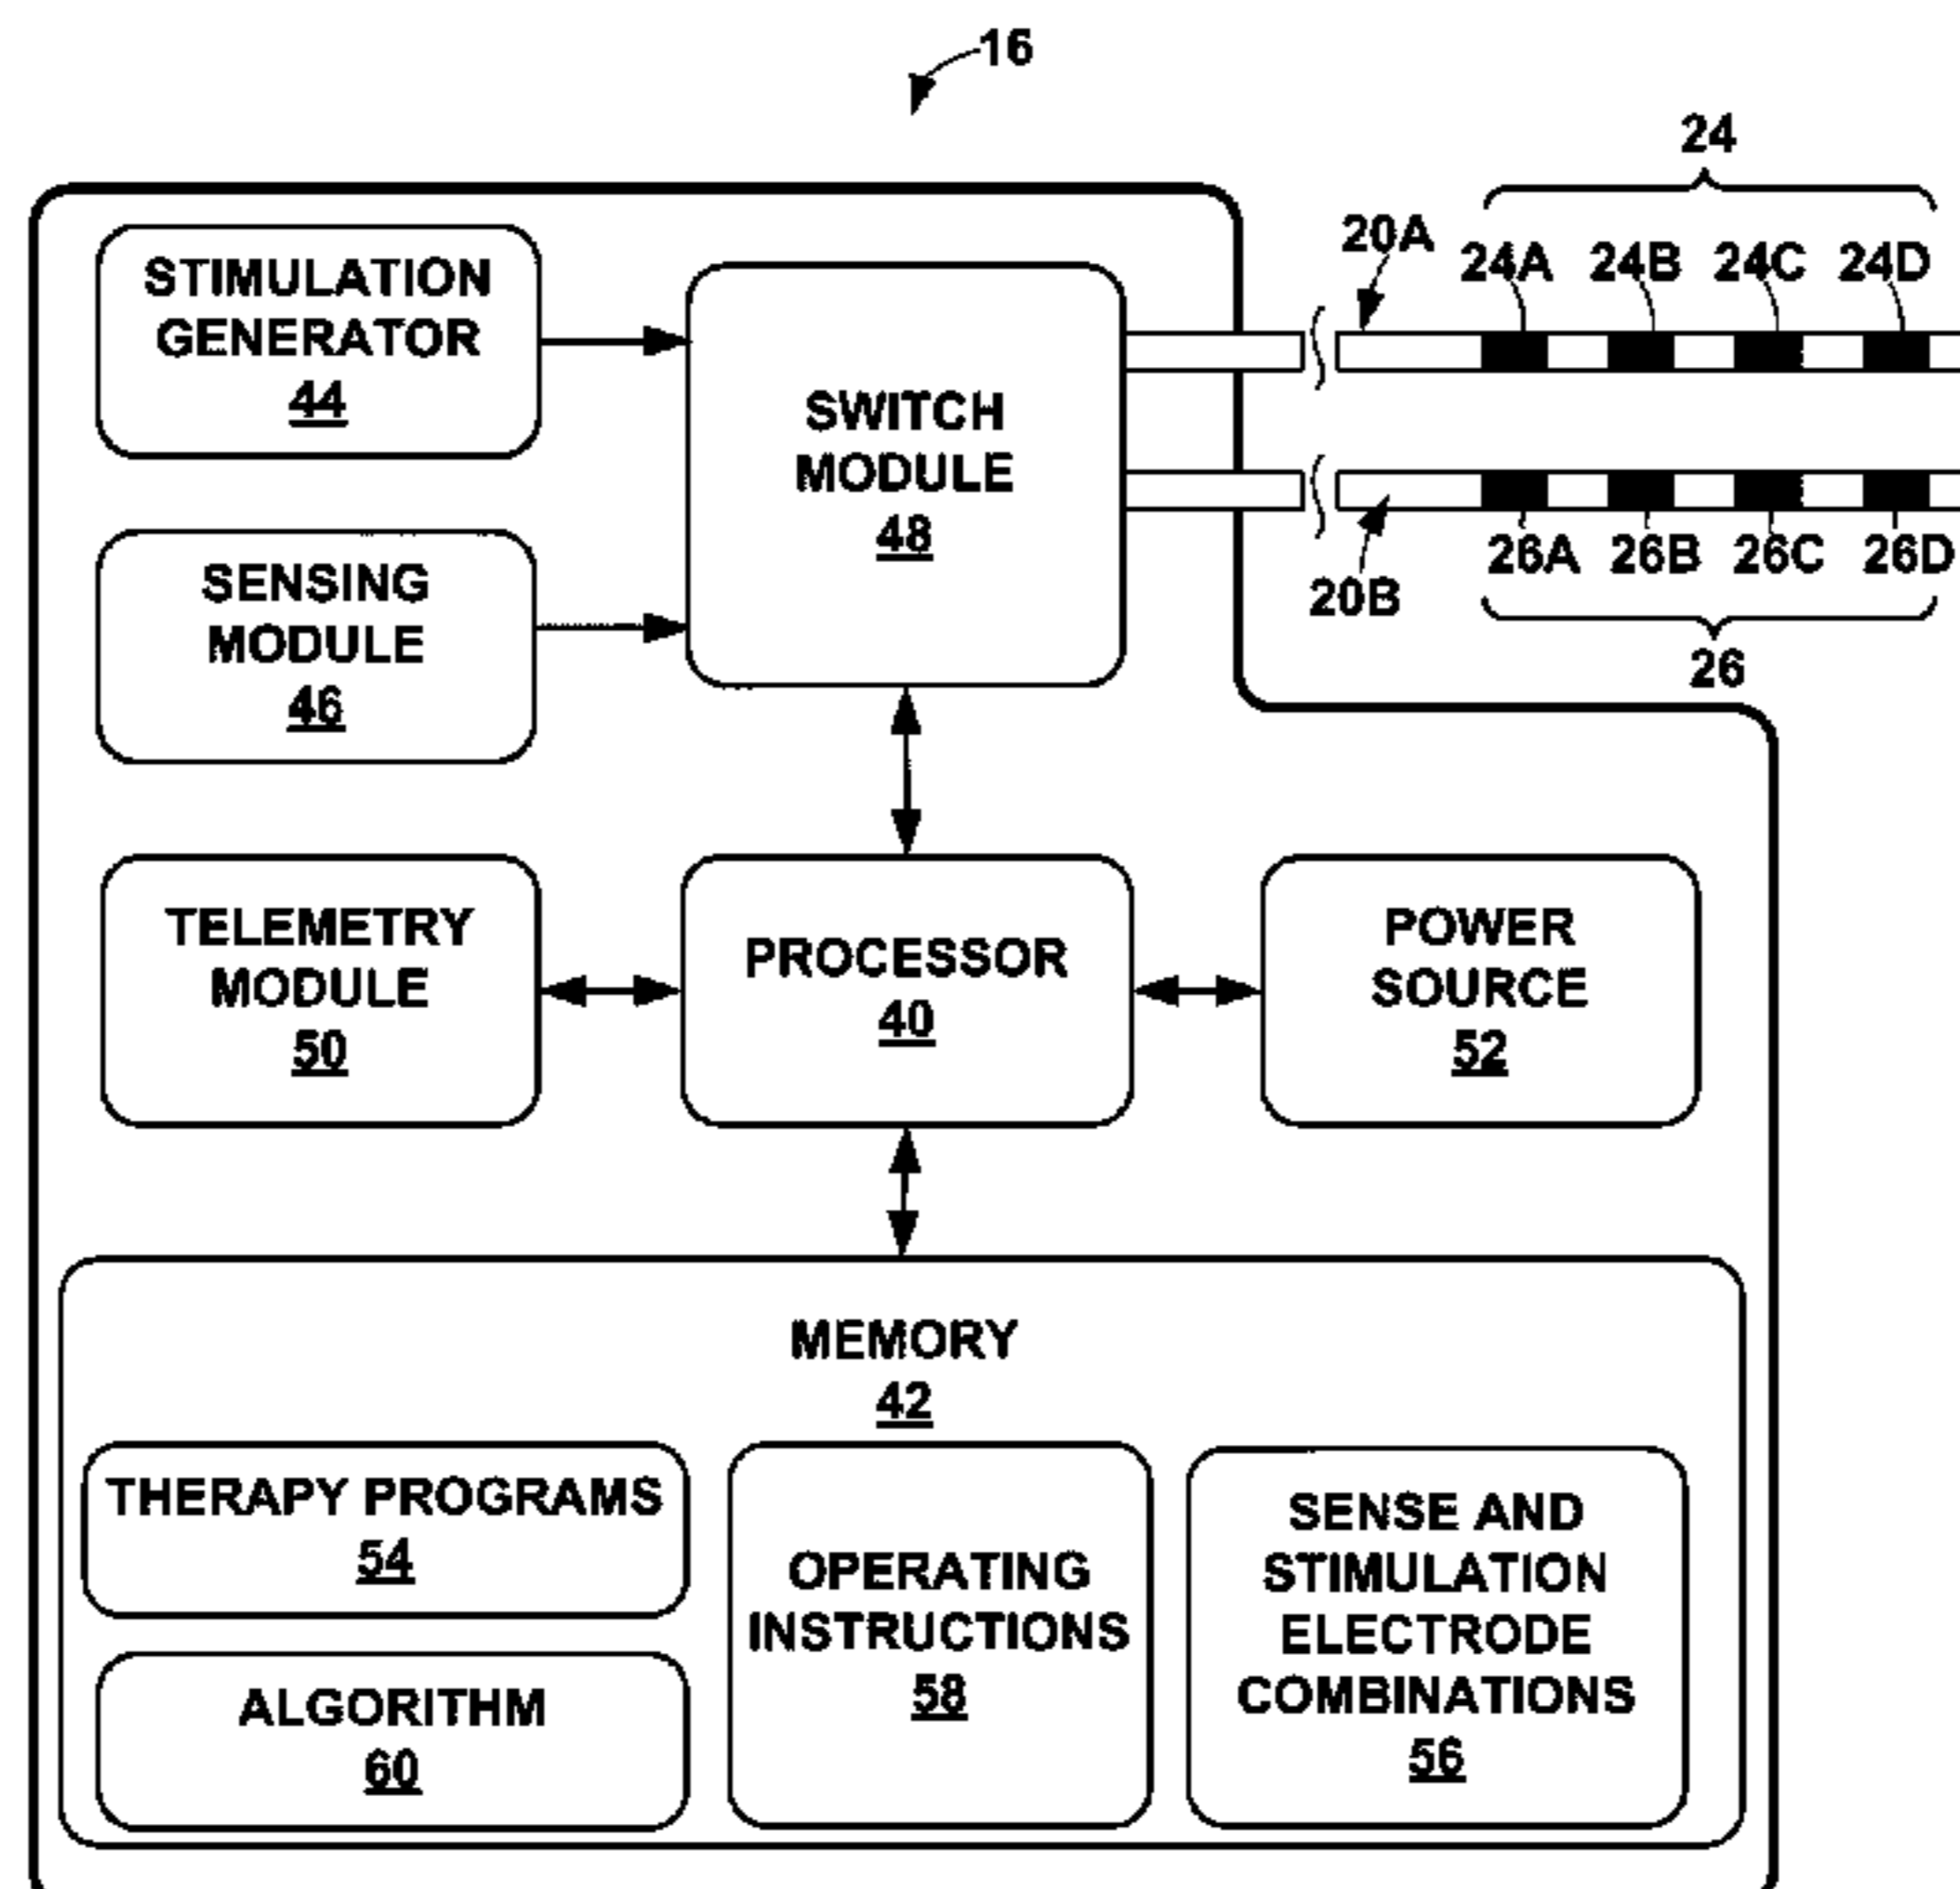 16
24
20A
24A 24B 24C 24D
STIMULATION
GENERATOR
44
SWITCH
MODULE
48
SENSING
MODULE
46
26A 26B 26C 26D
20B
26
TELEMETRY
MODULE
50
PROCESSOR
40
POWER
SOURCE
52
MEMORY
42
THERAPY PROGRAMS
54
ALGORITHM
60
OPERATING
INSTRUCTIONS
58
SENSE AND
STIMULATION
ELECTRODE
COMBINATIONS
56